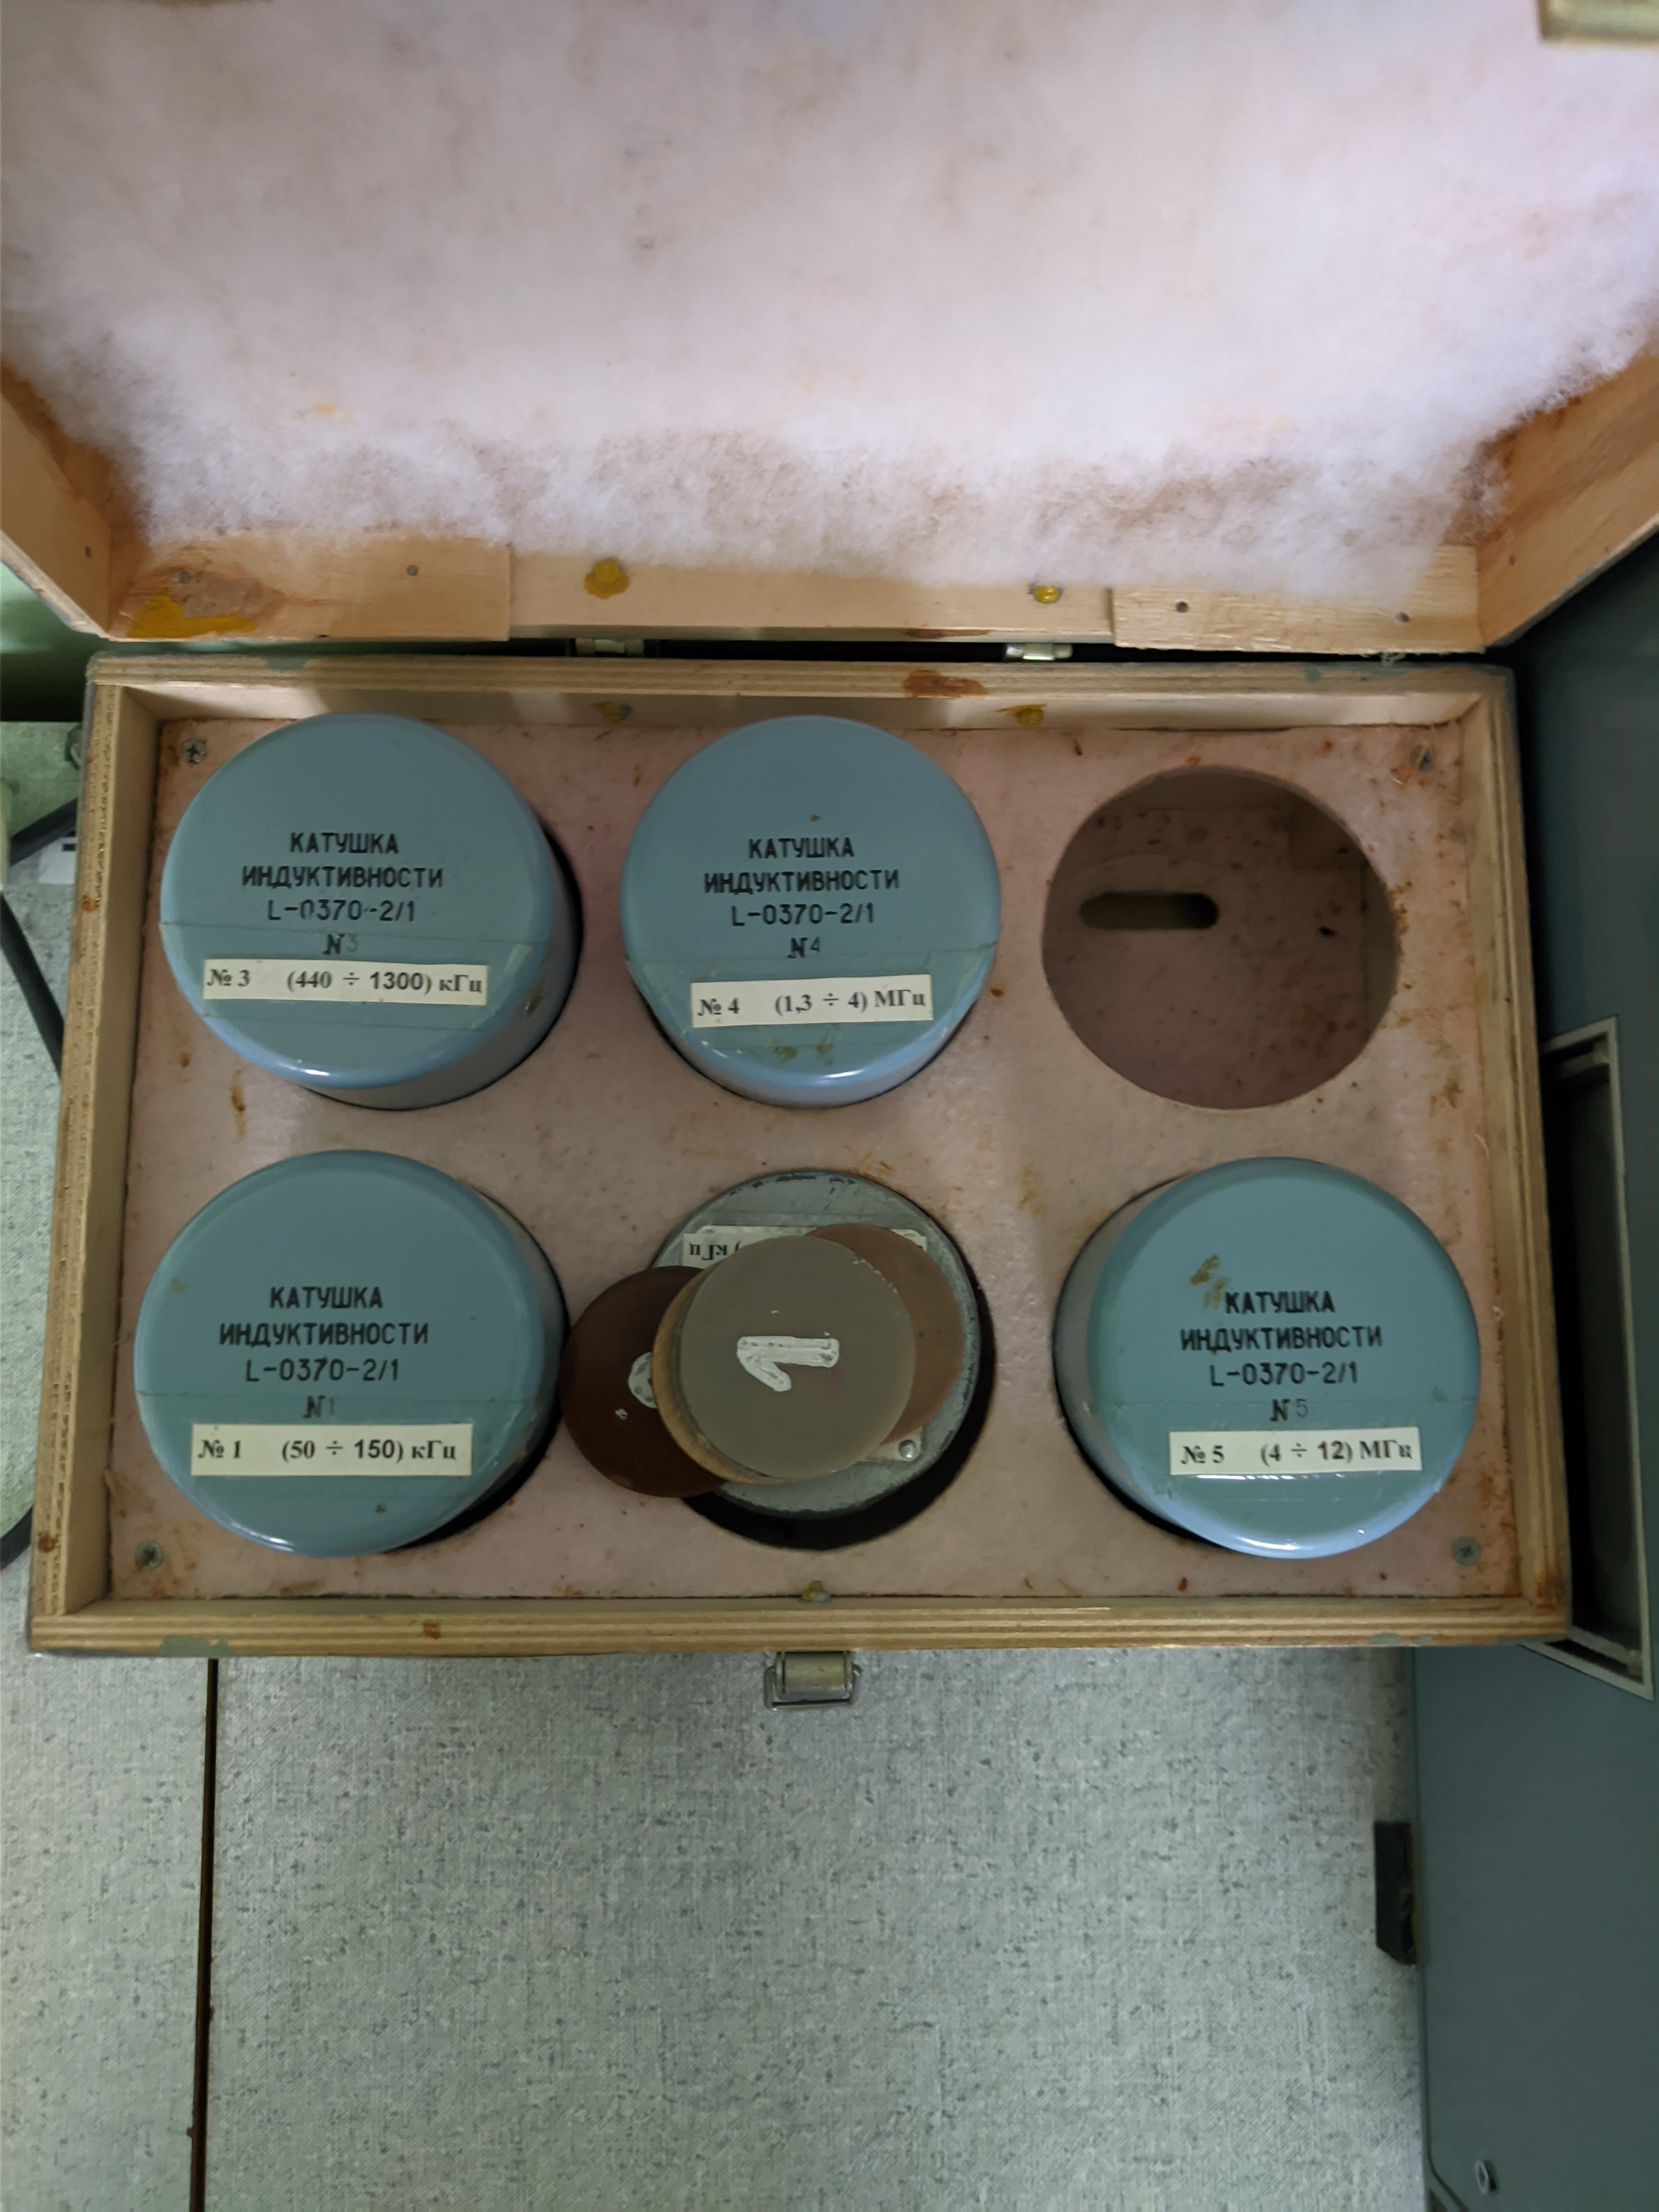 КАТУШКА
ИНДУКТИВНОСТИ
L-0370-2/1
№3
№ 3 (440 ÷ 1300) кГц
КАТУШКА
ИНДУКТИВНОСТИ
L-0370-2/1
№4
№ 4 (1,3 ÷ 4) МГц
КАТУШКА
ИНДУКТИВНОСТИ
L-0370-2/1
№1
№ 1 (50 ÷ 150) кГц
) кГц
1
КАТУШКА
ИНДУКТИВНОСТИ
L-0370-2/1
№5
№ 5 (4 ÷ 12) МГц